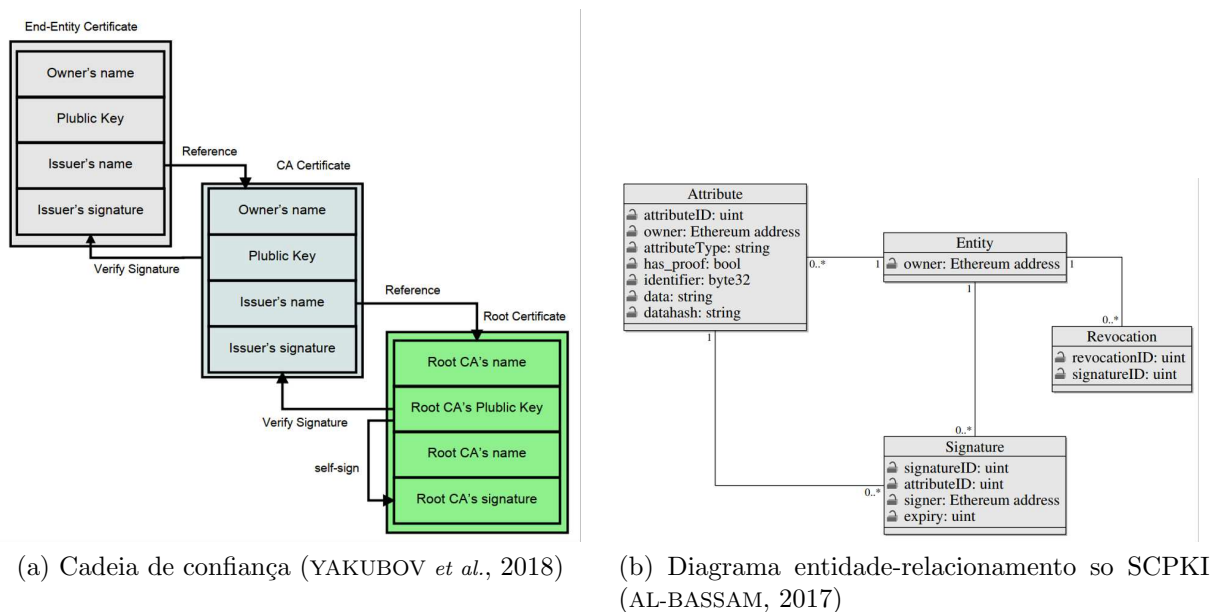 End-Entity Certificate
Owner's name
Plublic Key
Issuer's name
Issuer's signature
Reference
Verify Signature
CA Certificate
Owner's name
Plublic Key
Issuer's name
Issuer's signature
Reference
Verify Signature
Root Certificate
Root CA's name
Root CA's Plublic Key
Root CA's name
Root CA's signature
self-sign
(a) Cadeia de confiança (YAKUBOV et al., 2018)
Attribute
attributeID: uint
owner: Ethereum address
attributeType: string
has_proof: bool
identifier: byte32
data: string
datahash: string
0..*
1
Entity
owner: Ethereum address
1
1
0..*
Revocation
revocationID: uint
signatureID: uint
1
0..*
0..*
Signature
signatureID: uint
attributeID: uint
signer: Ethereum address
expiry: uint
(b) Diagrama entidade-relacionamento so SCPKI
(AL-BASSAM, 2017)